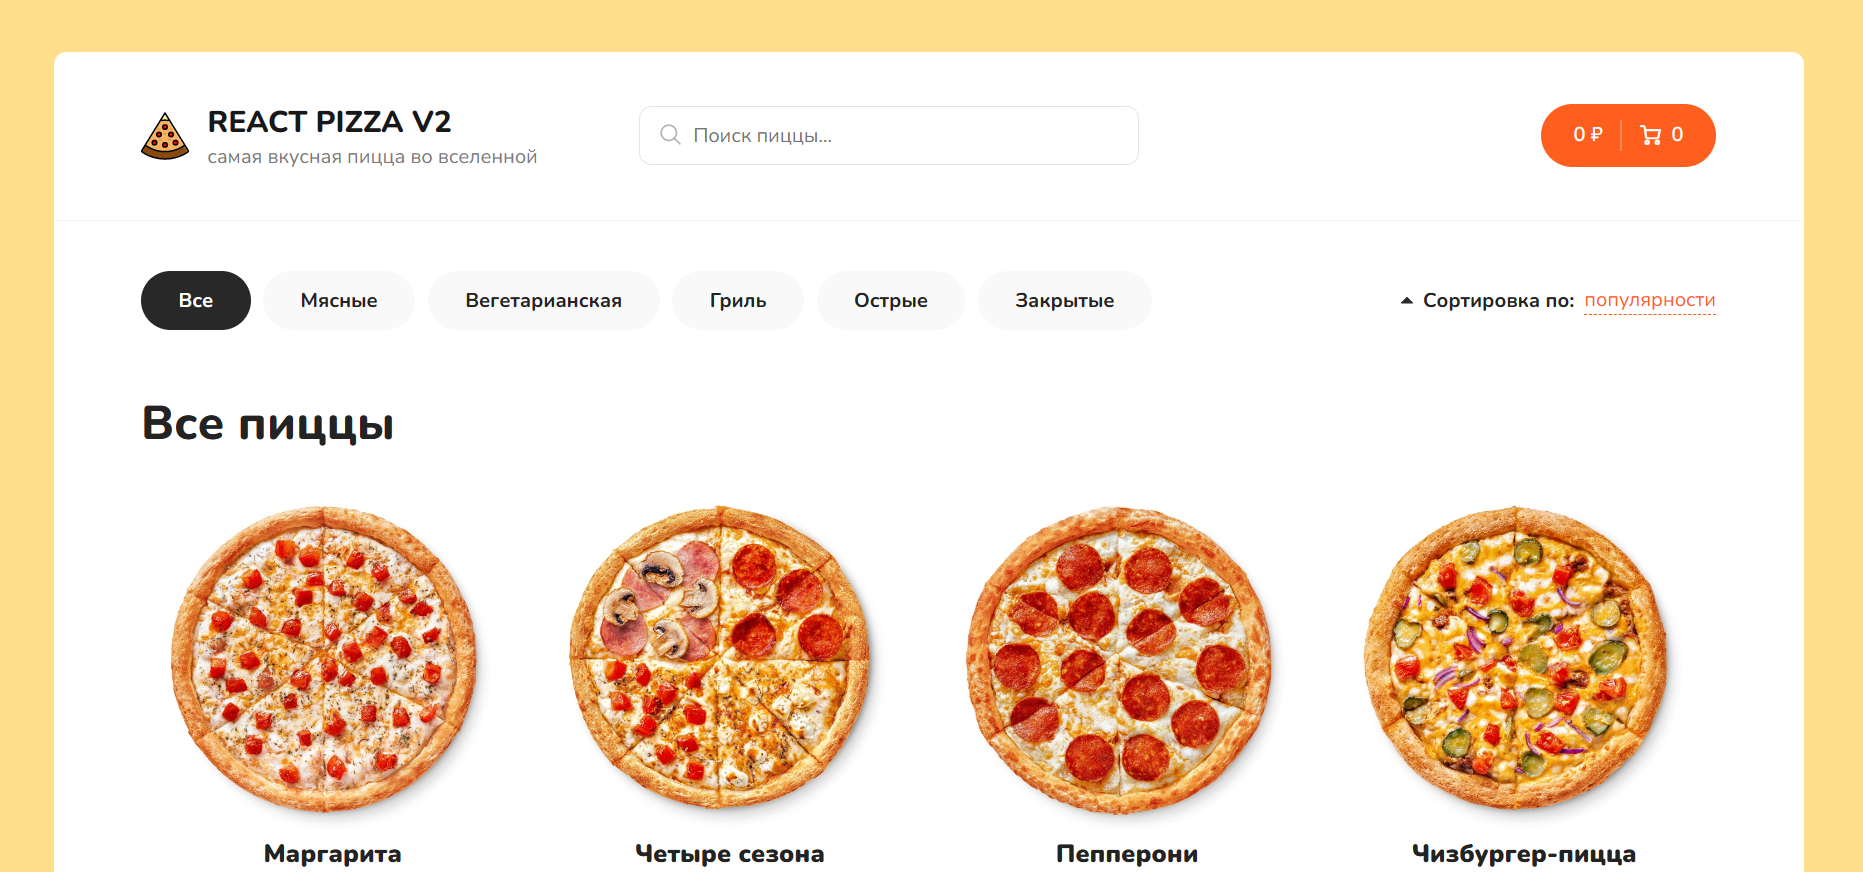 REACT PIZZA V2
самая вкусная пицца во вселенной
Поиск пиццы...
0 ₽
0
Все
Мясные
Вегетарианская
Гриль
Острые
Закрытые
Сортировка по: популярности
Все пиццы
Маргарита
Четыре сезона
Пепперони
Чизбургер-пицца